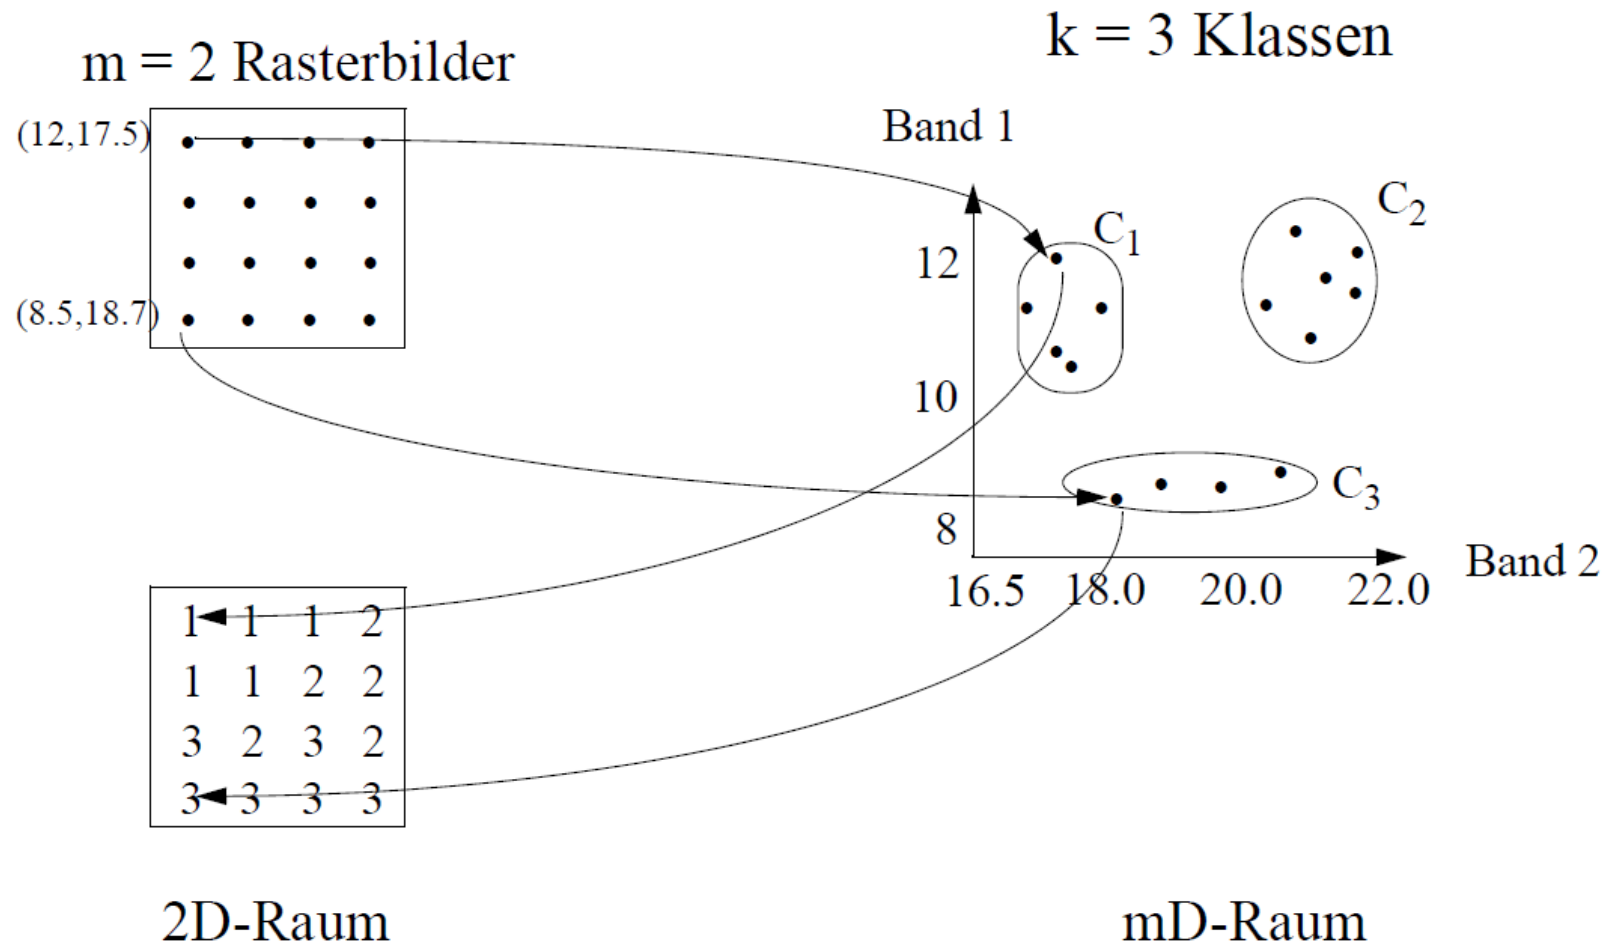 m = 2 Rasterbilder
k = 3 Klassen
(12,17.5)
(8.5,18.7)
Band 1
C1
C2
12
10
8
C3
16.5 18.0 20.0 22.0
Band 2
1 1 1 2
1 1 2 2
3 2 3 2
3 3 3 3
2D-Raum
mD-Raum